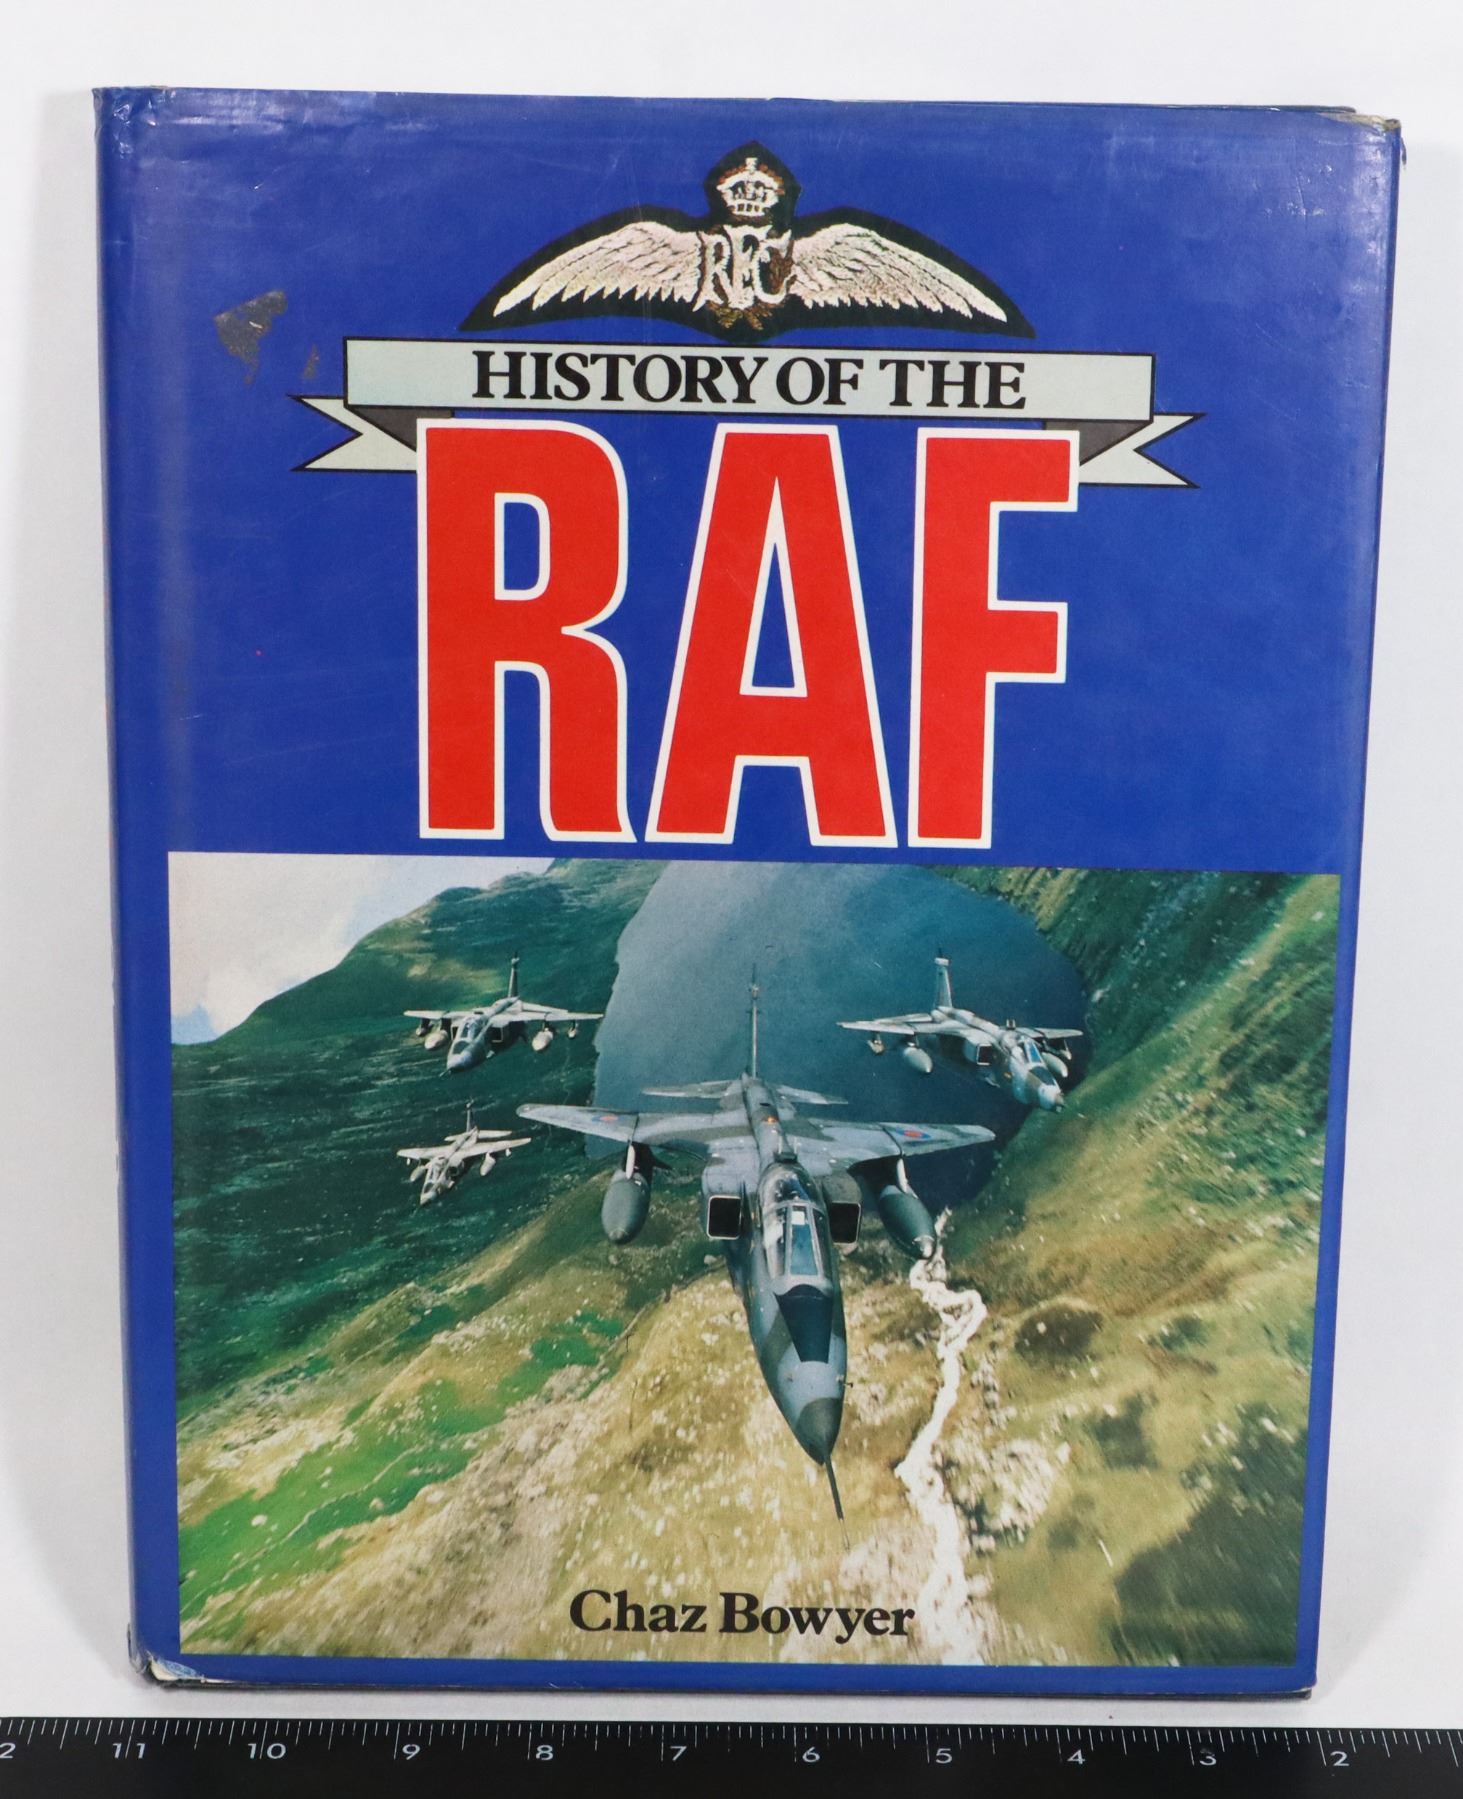 RFC
HISTORY OF THE
RAF
Chaz Bowyer
2 11 10 9 8 7 6 5 4 3 2